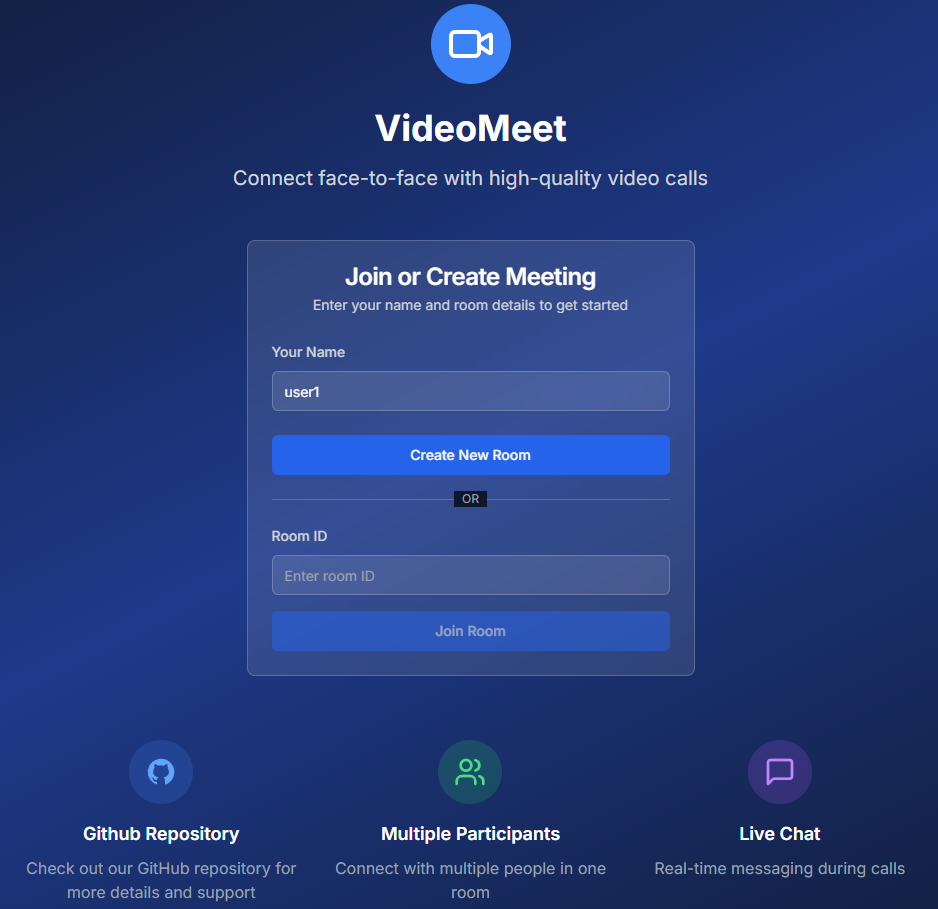 VideoMeet
Connect face-to-face with high-quality video calls
Join or Create Meeting
Enter your name and room details to get started
Your Name
user1
Create New Room
OR
Room ID
Enter room ID
Join Room
Github Repository
Check out our GitHub repository for
more details and support
Multiple Participants
Connect with multiple people in one
room
Live Chat
Real-time messaging during calls